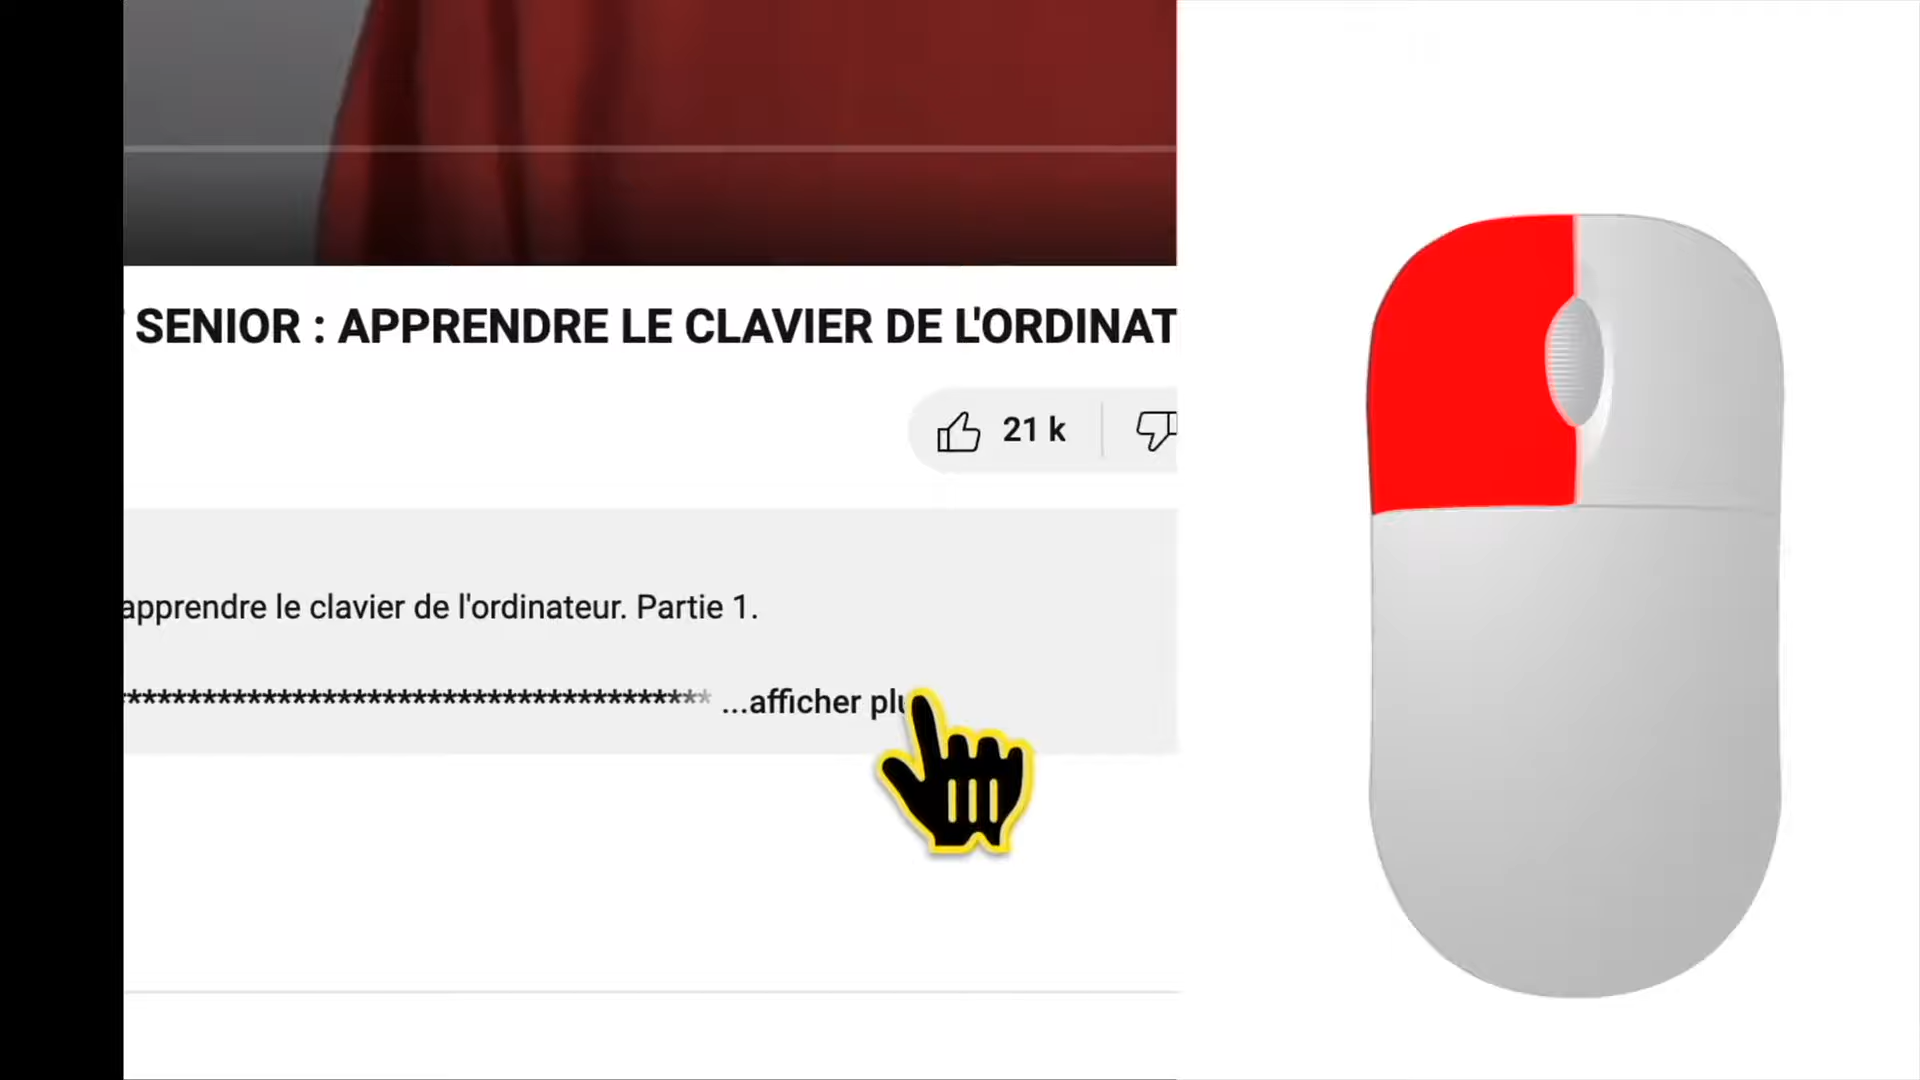 SENIOR : APPRENDRE LE CLAVIER DE L'ORDINAT
21 k
apprendre le clavier de l'ordinateur. Partie 1.
*************************************** ...afficher plu